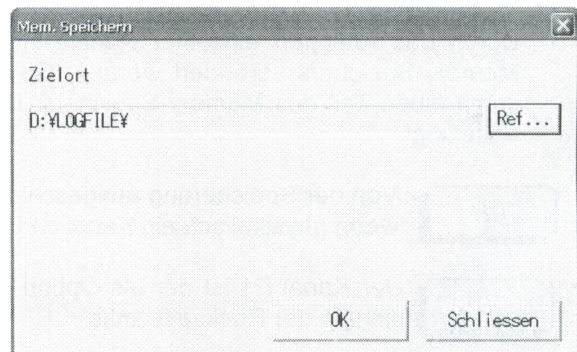 Mem. Speichern
Zielort
D:¥LOGFILE¥
Ref...
OK
Schliessen